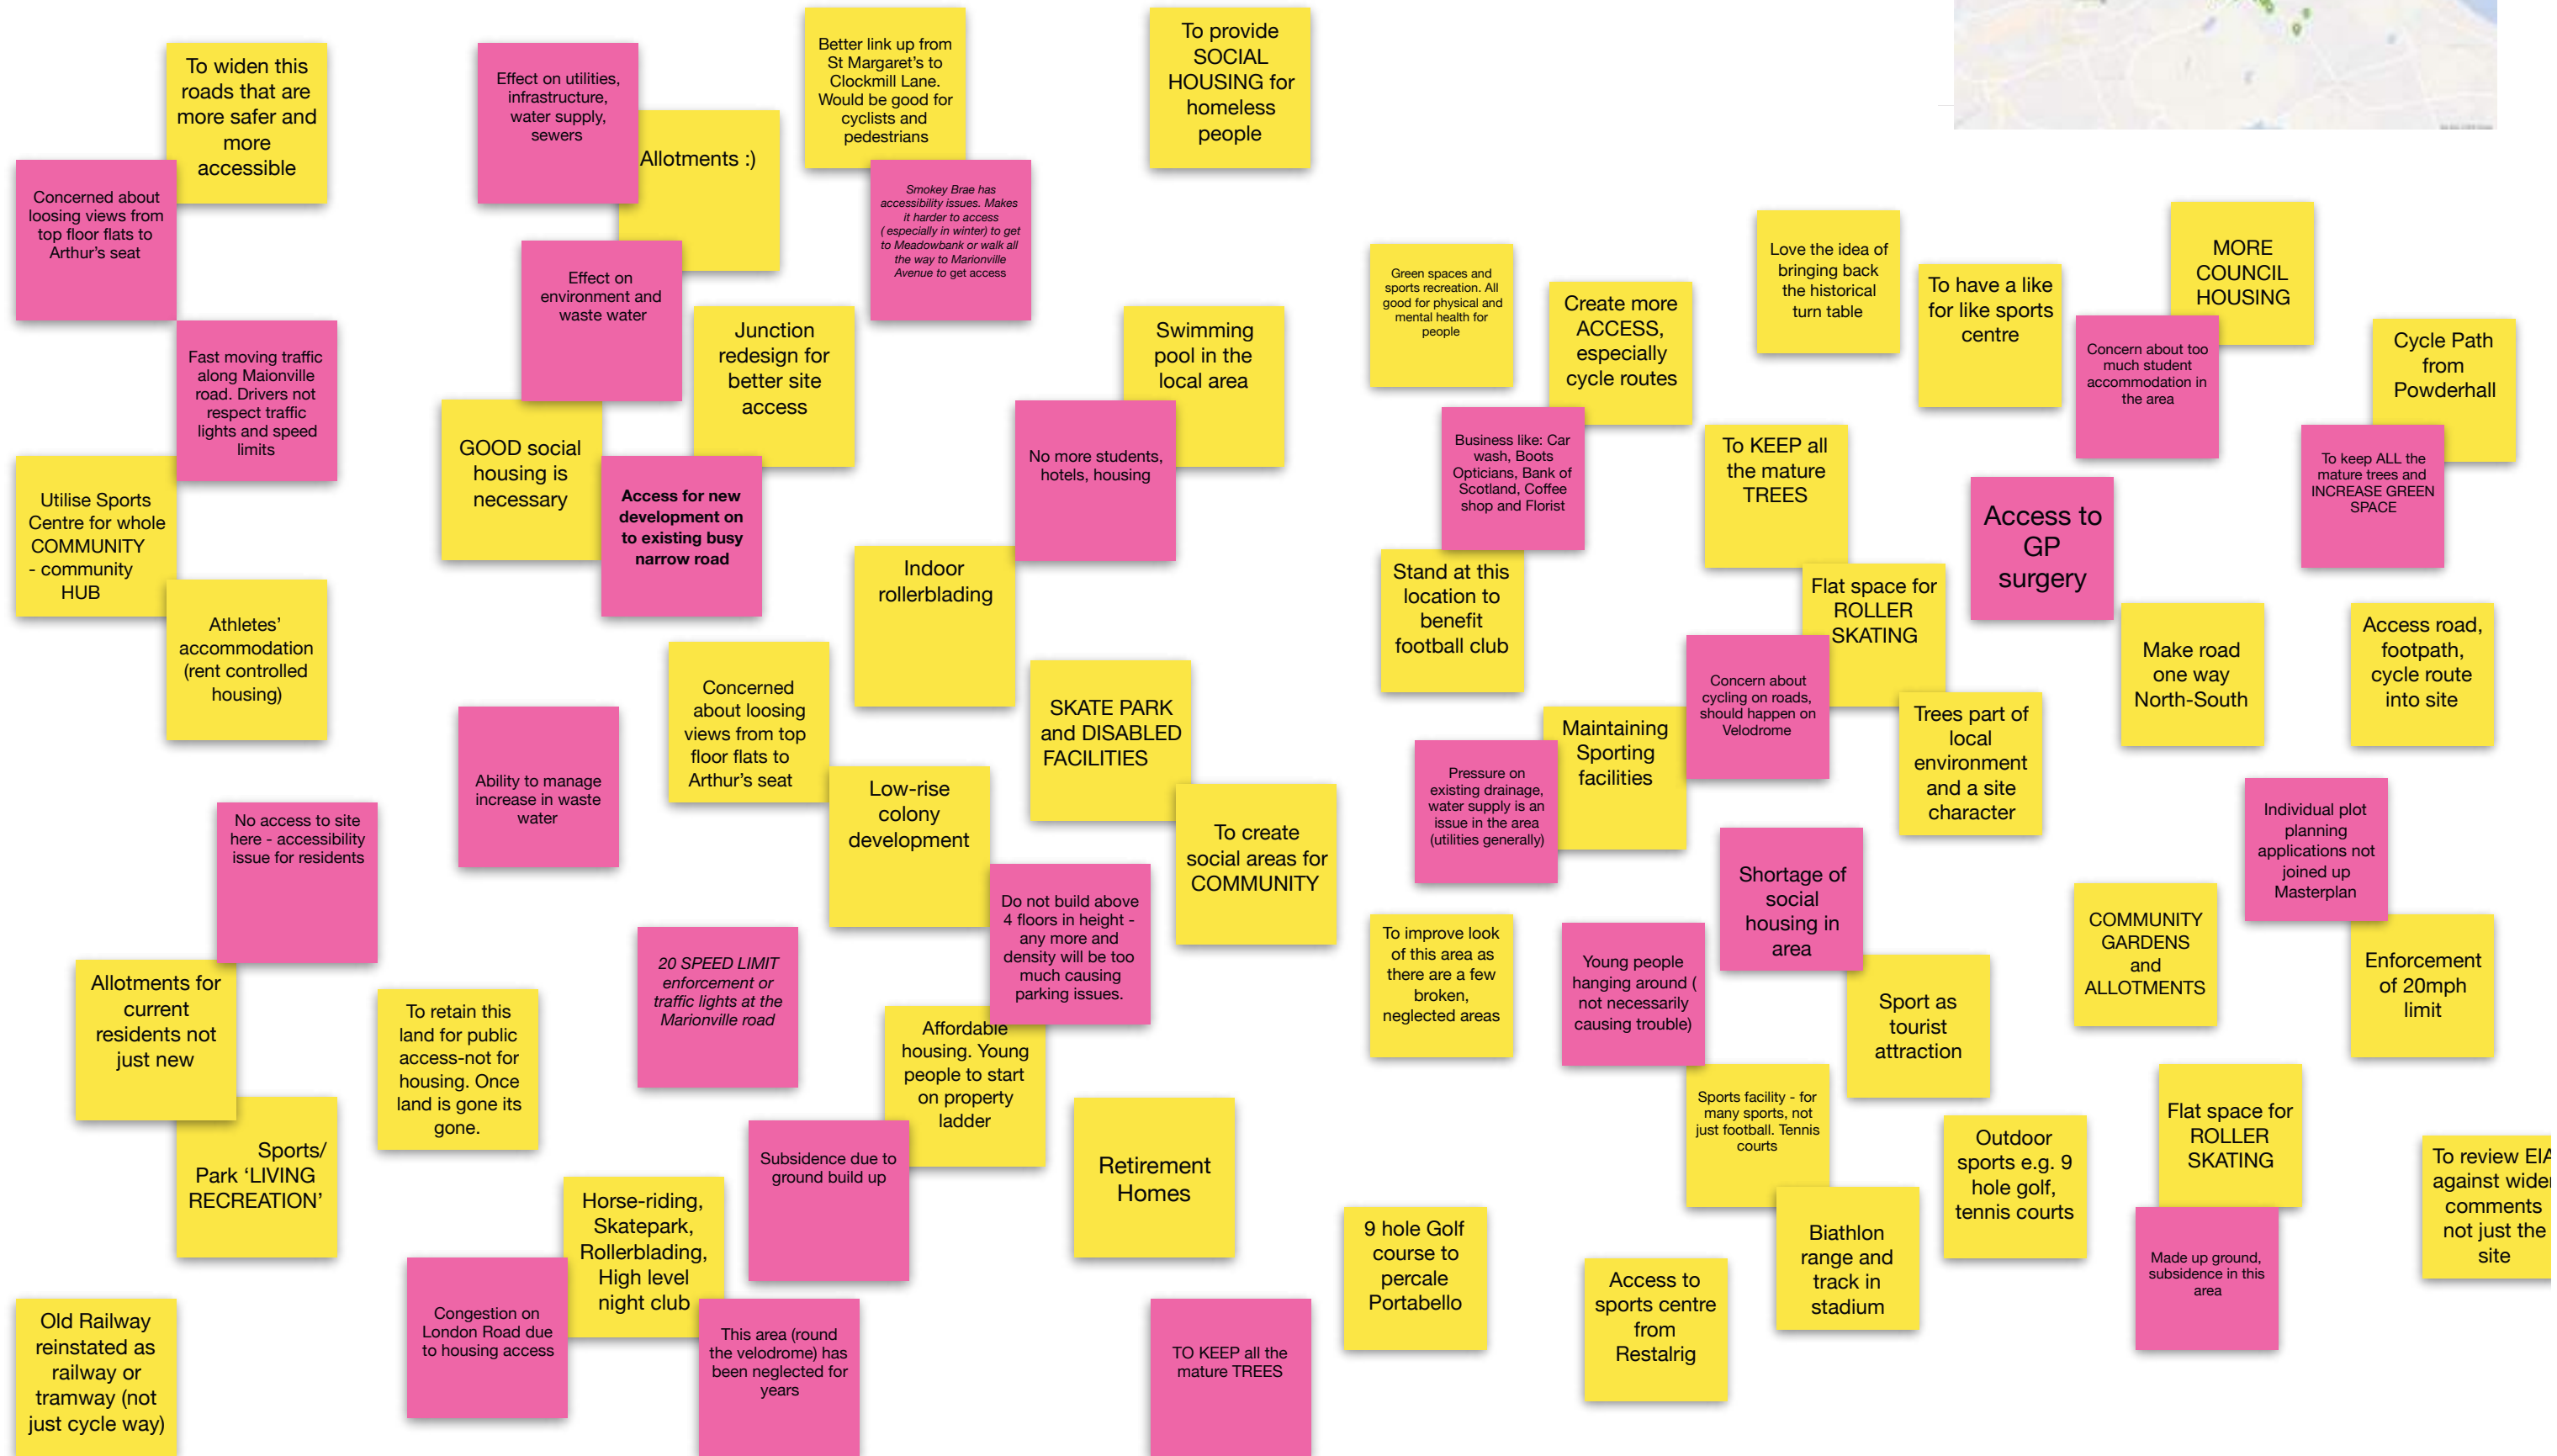 To widen this
roads that are
more safer and
more
accessible
Concerned about
loosing views from
top floor flats to
Arthur's seat
Fast moving traffic
along Maionville
road. Drivers not
respect traffic
lights and speed
limits
Utilise Sports
Centre for whole
COMMUNITY
- community
HUB
Athletes'
accommodation
(rent controlled
housing)
No access to site
here - accessibility
issue for residents
Allotments for
current
residents not
just new
Sports/
Park 'LIVING
RECREATION'
Old Railway
reinstated as
railway or
tramway (not
just cycle way)
Effect on utilities,
infrastructure,
water supply,
sewers
Allotments :)
Effect on
environment and
waste water
Junction
redesign for
better site
access
GOOD social
housing is
necessary
Access for new
development on
to existing busy
narrow road
Better link up from
St Margaret's to
Clockmill Lane.
Would be good for
cyclists and
pedestrians
Smokey Brae has
accessibility issues. Makes
it harder to access
( especially in winter) to get
to Meadowbank or walk all
the way to Marionville
Avenue to get access
To provide
SOCIAL
HOUSING for
homeless
people
Swimming
pool in the
local area
No more students,
hotels, housing
Indoor
rollerblading
Concerned
about loosing
views from top
floor flats to
Arthur's seat
SKATE PARK
and DISABLED
FACILITIES
Low-rise
colony
development
To create
social areas for
COMMUNITY
Ability to manage
increase in waste
water
Do not build above
4 floors in height -
any more and
density will be too
much causing
parking issues.
20 SPEED LIMIT
enforcement or
traffic lights at the
Marionville road
To retain this
land for public
access-not for
housing. Once
land is gone its
gone.
Affordable
housing. Young
people to start
on property
ladder
Subsidence due to
ground build up
Retirement
Homes
Horse-riding,
Skatepark,
Rollerblading,
High level
night club
Congestion on
London Road due
to housing access
This area (round
the velodrome) has
been neglected for
years
TO KEEP all the
mature TREES
Green spaces and
sports recreation. All
good for physical and
mental health for
people
Create more
ACCESS,
especially
cycle routes
Business like: Car
wash, Boots
Opticians, Bank of
Scotland, Coffee
shop and Florist
Stand at this
location to
benefit
football club
Love the idea of
bringing back
the historical
turn table
To have a like
for like sports
centre
MORE
COUNCIL
HOUSING
Concern about too
much student
accommodation in
the area
Cycle Path
from
Powderhall
To keep ALL the
mature trees and
INCREASE GREEN
SPACE
To KEEP all
the mature
TREES
Flat space for
ROLLER
SKATING
Access to
GP
surgery
Make road
one way
North-South
Access road,
footpath,
cycle route
into site
Concern about
cycling on roads,
should happen on
Velodrome
Maintaining
Sporting
facilities
Pressure on
existing drainage,
water supply is an
issue in the area
(utilities generally)
Trees part of
local
environment
and a site
character
Shortage of
social
housing in
area
Individual plot
planning
applications not
joined up
Masterplan
COMMUNITY
GARDENS
and
ALLOTMENTS
Enforcement
of 20mph
limit
To improve look
of this area as
there are a few
broken,
neglected areas
Young people
hanging around (
not necessarily
causing trouble)
Sport as
tourist
attraction
Sports facility - for
many sports, not
just football. Tennis
courts
Outdoor
sports e.g. 9
hole golf,
tennis courts
Flat space for
ROLLER
SKATING
Made up ground,
subsidence in this
area
To review EIA
against wider
comments
not just the
site
Biathlon
range and
track in
stadium
9 hole Golf
course to
percale
Portabello
Access to
sports centre
from
Restalrig